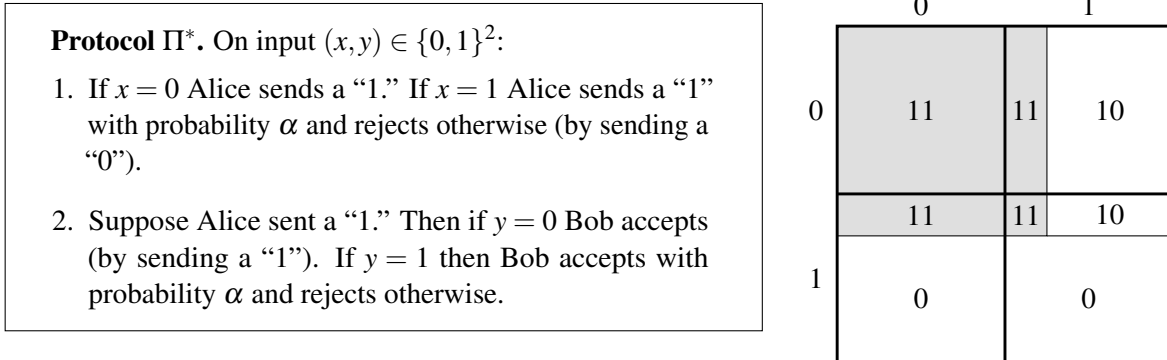 Protocol Π*. On input (x, y) ∈ {0, 1}²:
1. If x = 0 Alice sends a “1.” If x = 1 Alice sends a “1”
with probability α and rejects otherwise (by sending a
“0”).
2. Suppose Alice sent a “1.” Then if y = 0 Bob accepts
(by sending a “1”). If y = 1 then Bob accepts with
probability α and rejects otherwise.
0 1
0 11 11 10
11 11 10
1 0 0